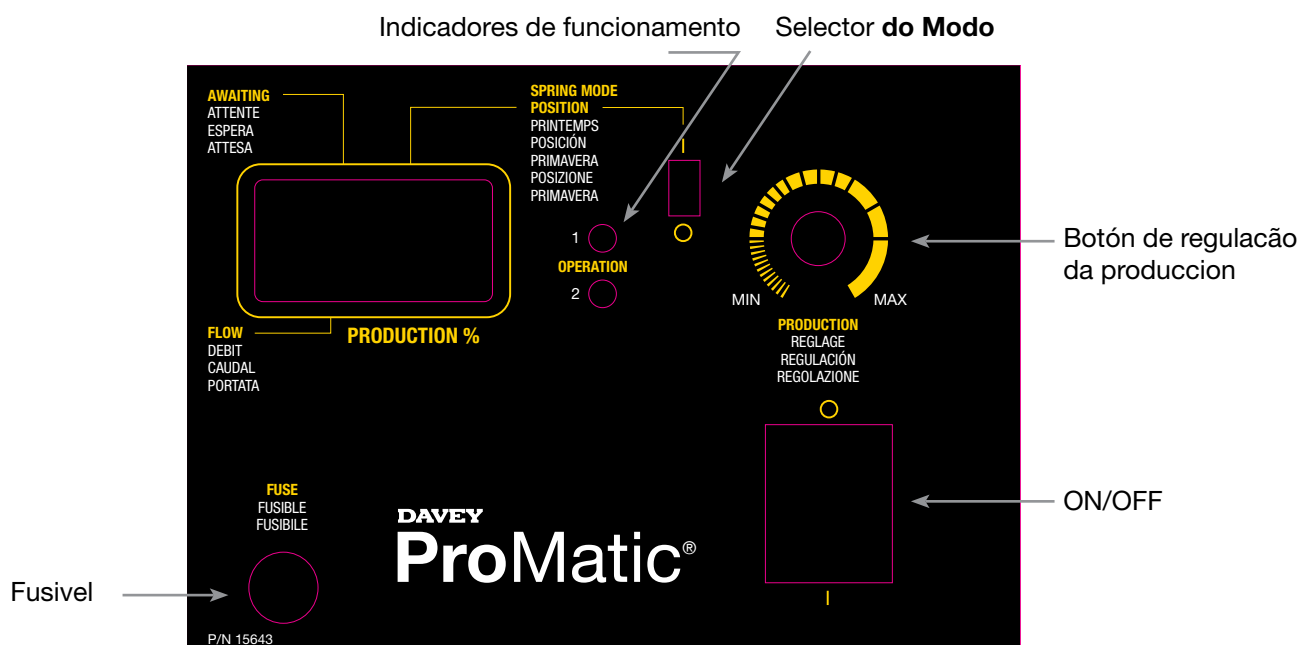 Indicadores de funcionamento
Selector do Modo
AWAITING
ATTENTE
ESPERA
ATTESA
SPRING MODE
POSITION
PRINTEMPS
POSICIÓN
PRIMAVERA
POSIZIONE
PRIMAVERA
I
1
OPERATION
2
MIN
MAX
Botón de regulacão
da produccion
FLOW
DEBIT
CAUDAL
PORTATA
PRODUCTION %
PRODUCTION
REGLAGE
REGULACIÓN
REGOLAZIONE
ON/OFF
I
FUSE
FUSIBLE
FUSIBILE
DAVEY
ProMatic®
Fusivel
P/N 15643